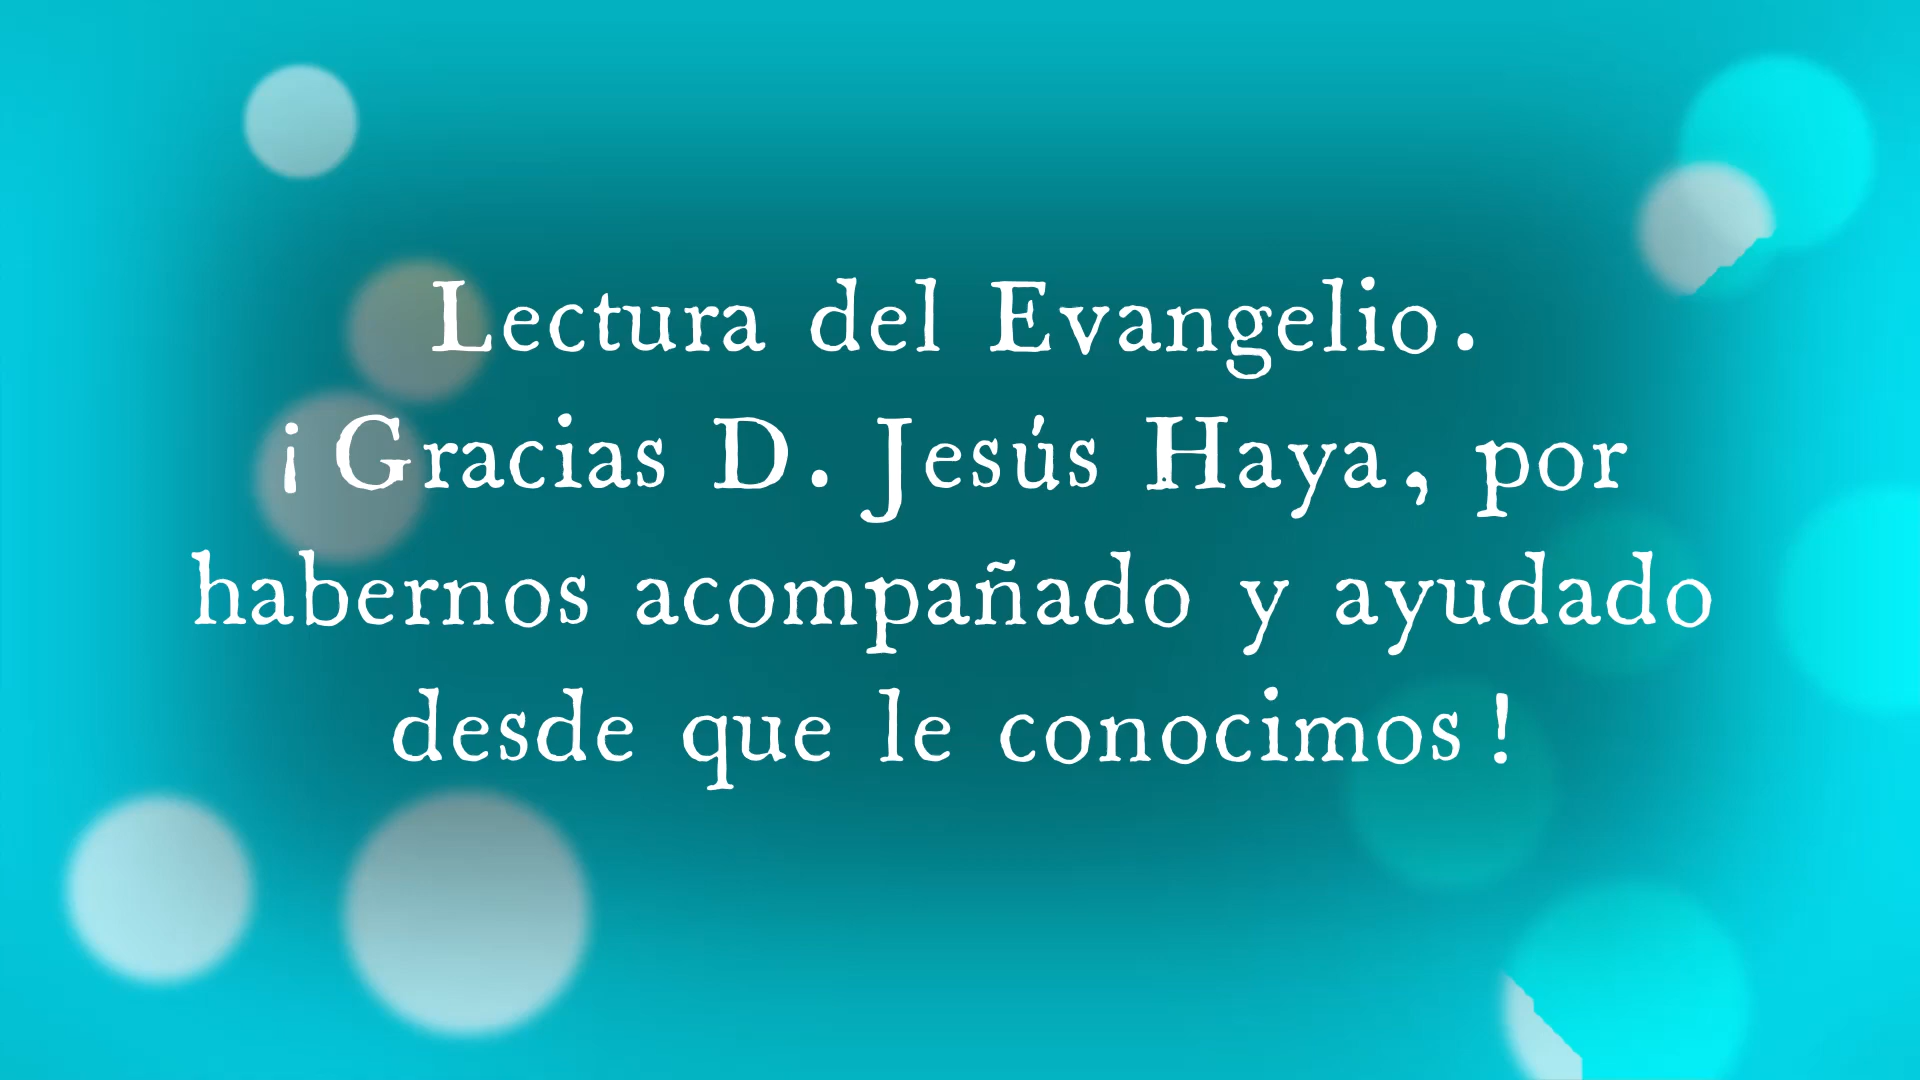 Lectura del Evangelio.
¡Gracias D. Jesús Haya, por
habernos acompañado y ayudado
desde que le conocimos!